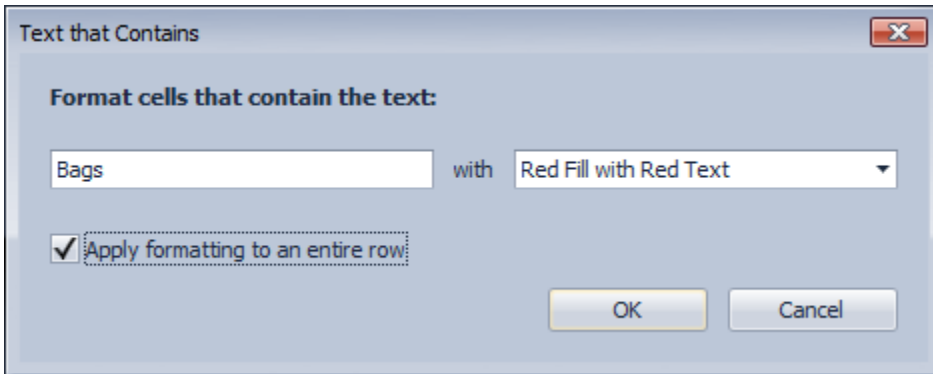 Text that Contains
Format cells that contain the text:
Bags with Red Fill with Red Text
Apply formatting to an entire row
OK Cancel